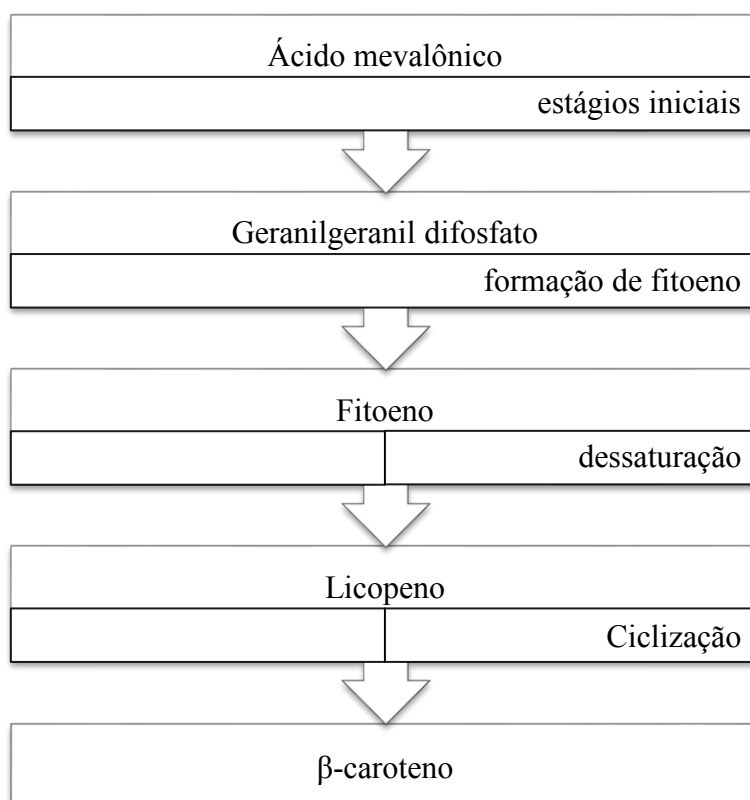 Ácido mevalônico
estágios iniciais
Geranilgeranil difosfato
formação de fitoeno
Fitoeno
dessaturação
Licopeno
Ciclização
β-caroteno